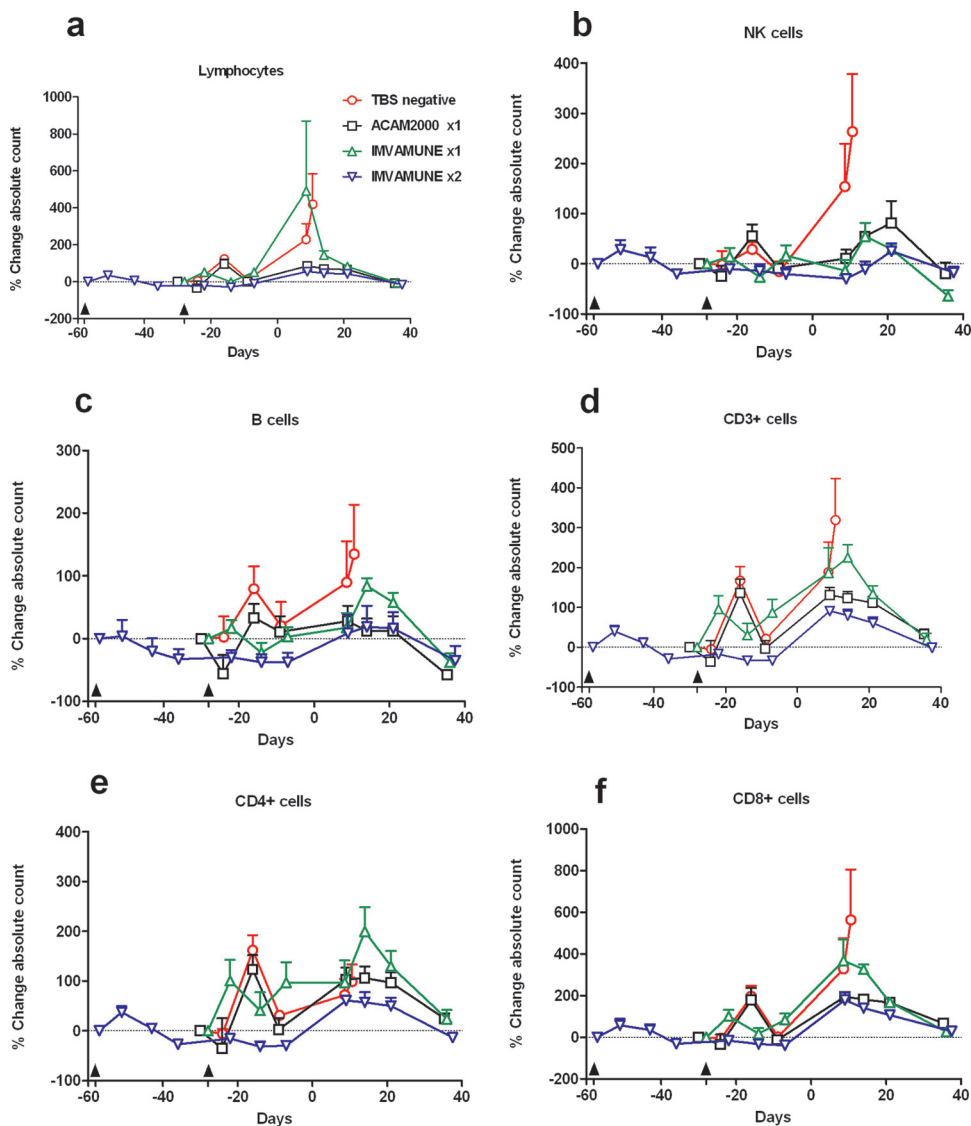 a
Lymphocytes
% Change absolute count
1000
800
600
400
200
0
-200
-60
-40
-20
0
20
40
Days
TBS negative
ACAM2000 x1
IMVAMUNE x1
IMVAMUNE x2
b
NK cells
% Change absolute count
400
300
200
100
0
-100
-60
-40
-20
0
20
40
Days
c
B cells
% Change absolute count
300
200
100
0
-100
-60
-40
-20
0
20
40
Days
d
CD3+ cells
% Change absolute count
500
400
300
200
100
0
-100
-60
-40
-20
0
20
40
Days
e
CD4+ cells
% Change absolute count
400
300
200
100
0
-100
-60
-40
-20
0
20
40
Days
f
CD8+ cells
% Change absolute count
1000
800
600
400
200
0
-200
-60
-40
-20
0
20
40
Days